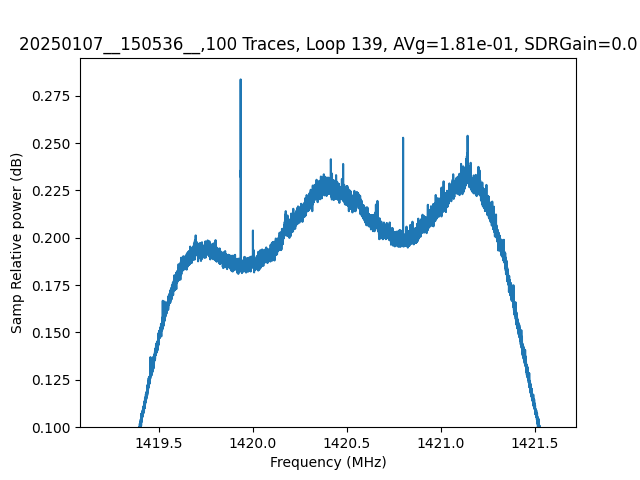 20250107__150536__,100 Traces, Loop 139, AVg=1.81e-01, SDRGain=0.0
0.275
0.250
0.225
0.200
0.175
0.150
0.125
0.100
Samp Relative power (dB)
1419.5 1420.0 1420.5 1421.0 1421.5
Frequency (MHz)